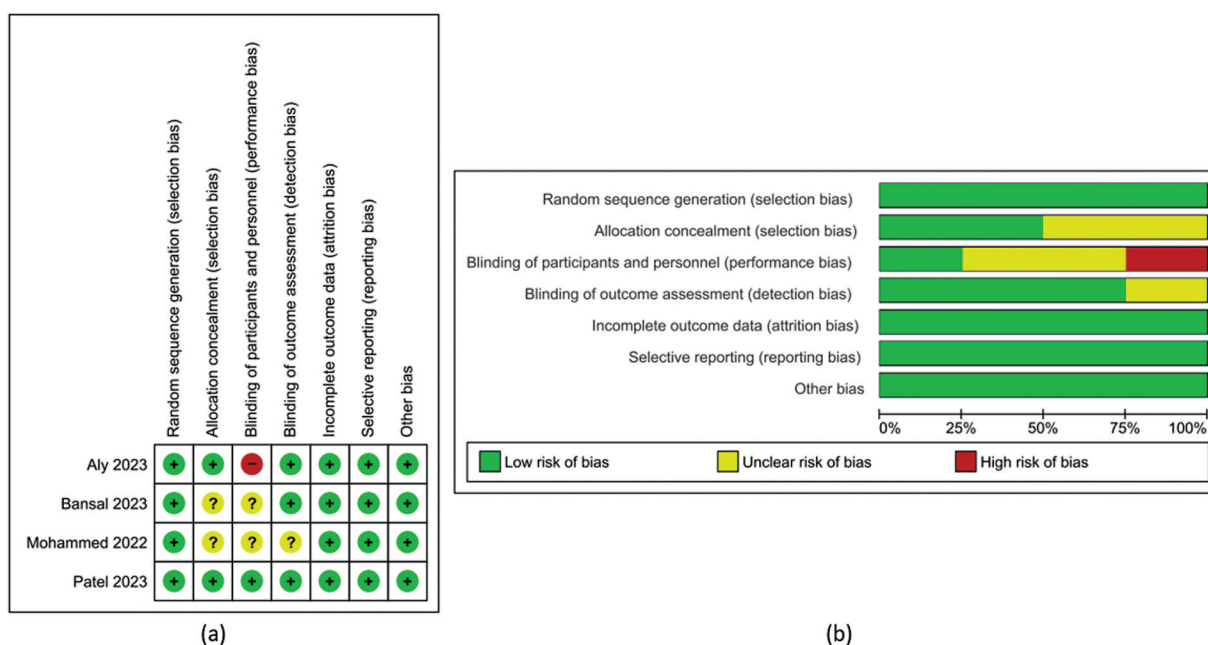 Random sequence generation (selection bias)
Allocation concealment (selection bias)
Blinding of participants and personnel (performance bias)
Blinding of outcome assessment (detection bias)
Incomplete outcome data (attrition bias)
Selective reporting (reporting bias)
Other bias
Aly 2023 + + − + + + +
Bansal 2023 + ? ? + + + +
Mohammed 2022 + ? ? ? + + +
Patel 2023 + + + + + + +
(a)
Random sequence generation (selection bias)
Allocation concealment (selection bias)
Blinding of participants and personnel (performance bias)
Blinding of outcome assessment (detection bias)
Incomplete outcome data (attrition bias)
Selective reporting (reporting bias)
Other bias
0% 25% 50% 75% 100%
Low risk of bias Unclear risk of bias High risk of bias
(b)